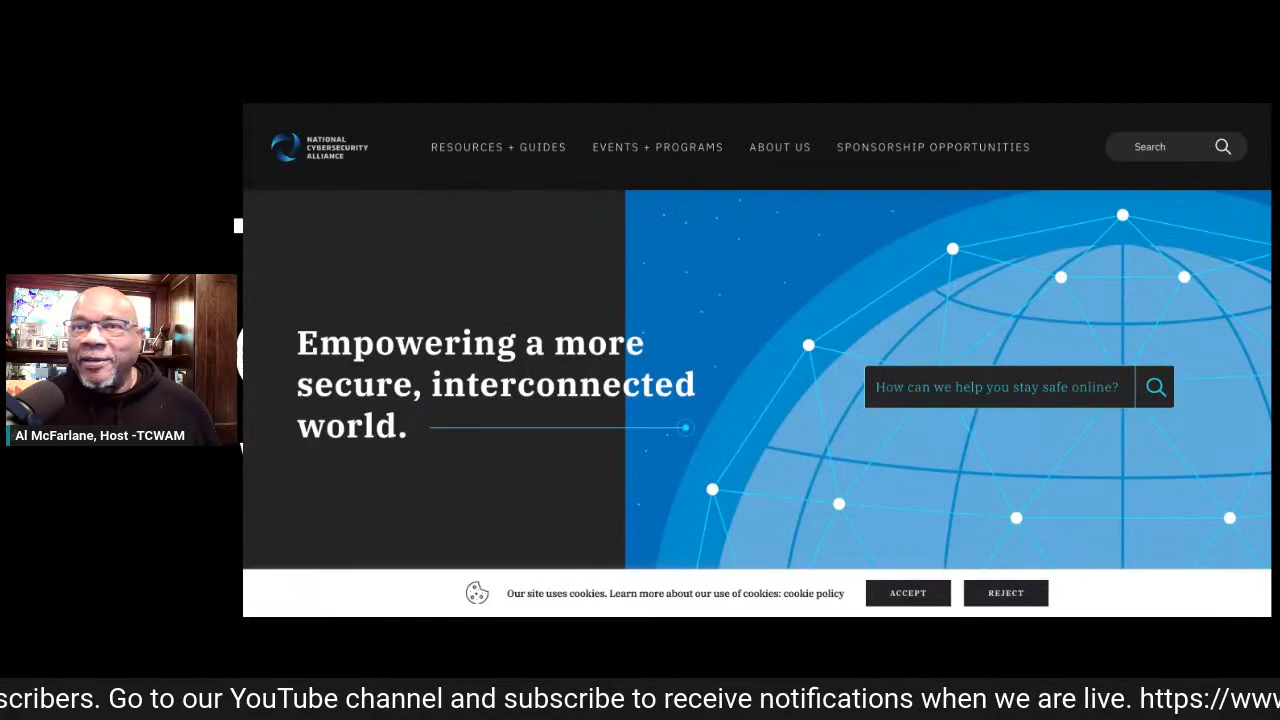 NATIONAL
CYBERSECURITY
ALLIANCE
RESOURCES + GUIDES
EVENTS + PROGRAMS
ABOUT US
SPONSORSHIP OPPORTUNITIES
Search
Empowering a more
secure, interconnected
world.
How can we help you stay safe online?
Al McFarlane, Host -TCWAM
Our site uses cookies. Learn more about our use of cookies: cookie policy
ACCEPT
REJECT
scribers. Go to our YouTube channel and subscribe to receive notifications when we are live. https://www